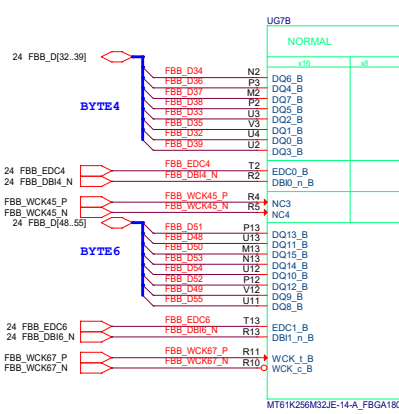 UG7B
NORMAL
x16 x8
24 FBB_D[32..39]
BYTE4
FBB_D34 N2 DQ6_B
FBB_D36 P3 DQ4_B
FBB_D37 M2 DQ7_B
FBB_D38 P2 DQ5_B
FBB_D33 U3 DQ2_B
FBB_D35 V3 DQ1_B
FBB_D32 U4 DQ0_B
FBB_D39 U2 DQ3_B
24 FBB_EDC4 FBB_EDC4 T2 EDC0_B
24 FBB_DBI4_N FBB_DBI4_N R2 DBI0_n_B
FBB_WCK45_P FBB_WCK45_P R4 NC3
FBB_WCK45_N FBB_WCK45_N R5 NC4
24 FBB_D[48..55]
BYTE6
FBB_D51 P13 DQ13_B
FBB_D48 U13 DQ11_B
FBB_D50 M13 DQ15_B
FBB_D53 N13 DQ14_B
FBB_D54 U12 DQ10_B
FBB_D52 P12 DQ12_B
FBB_D49 V12 DQ9_B
FBB_D55 U11 DQ8_B
24 FBB_EDC6 FBB_EDC6 T13 EDC1_B
24 FBB_DBI6_N FBB_DBI6_N R13 DBI1_n_B
FBB_WCK67_P FBB_WCK67_P R11 WCK_t_B
FBB_WCK67_N FBB_WCK67_N R10 WCK_c_B
MT61K256M32JE-14-A_FBGA180